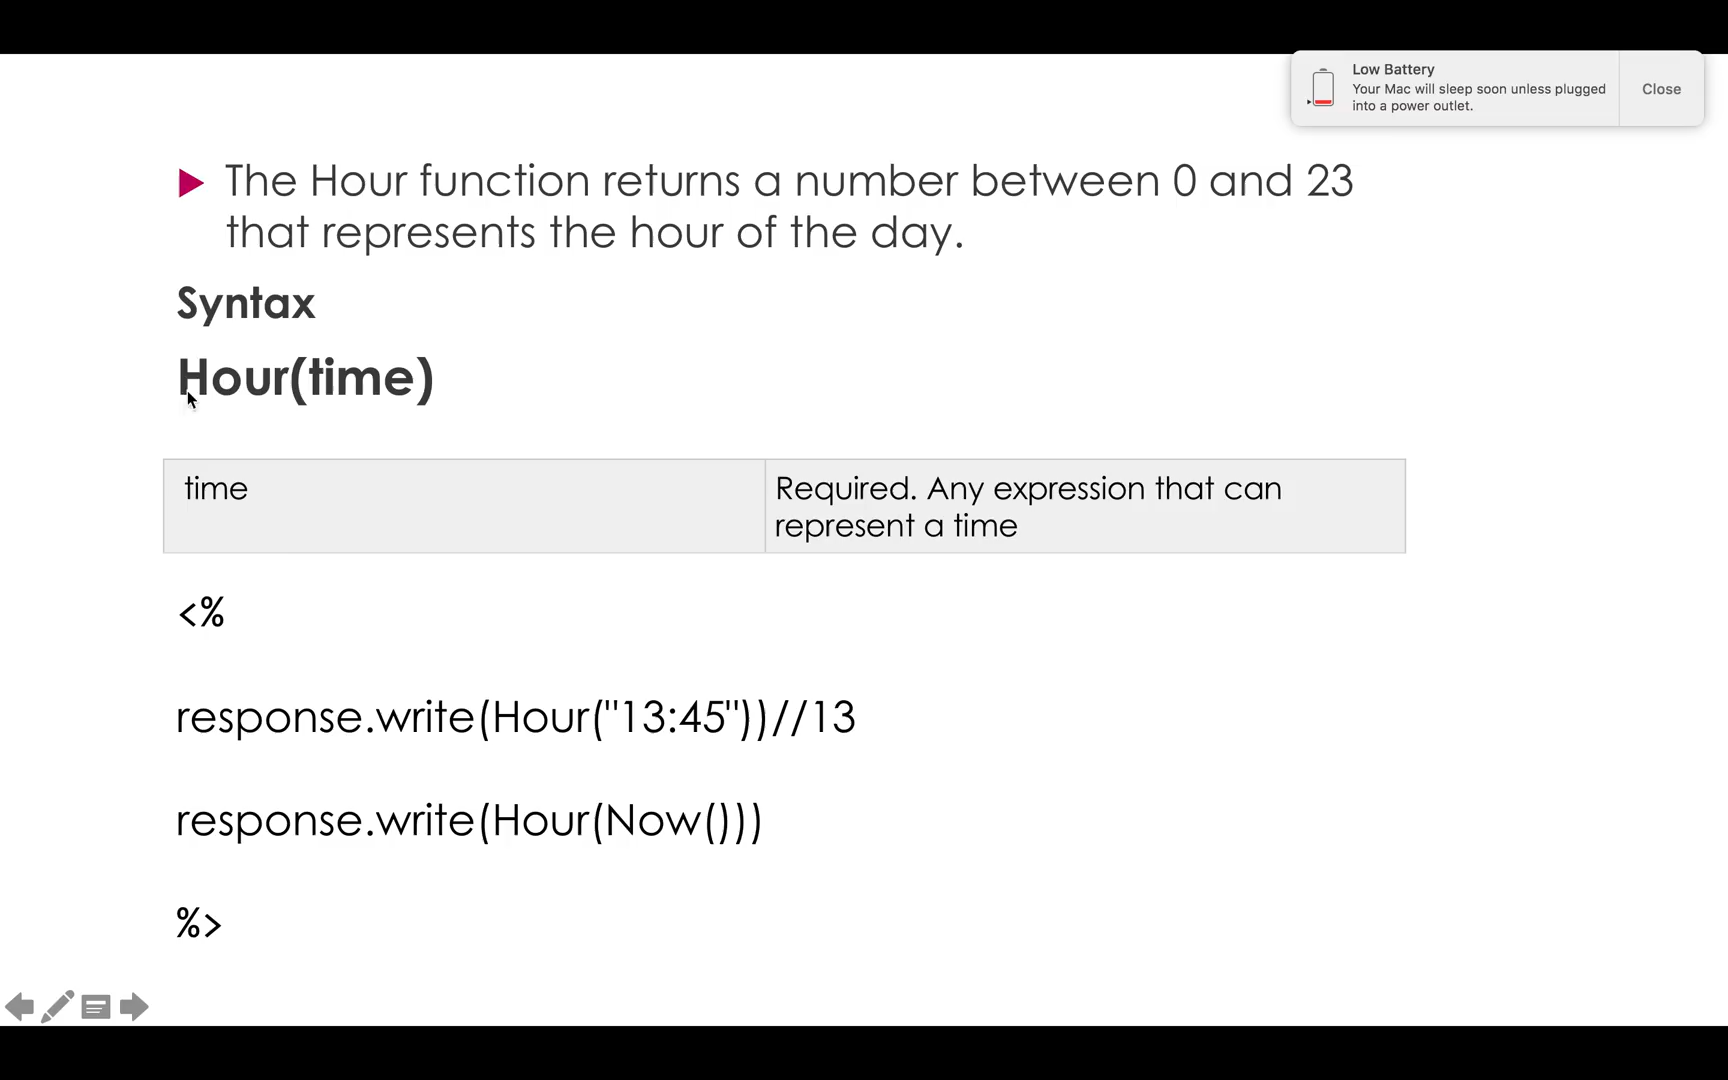 Low Battery
Your Mac will sleep soon unless plugged
into a power outlet.
Close
The Hour function returns a number between 0 and 23
that represents the hour of the day.
Syntax
Hour(time)
time
Required. Any expression that can
represent a time
<%
response.write(Hour("13:45"))//13
response.write(Hour(Now()))
%>